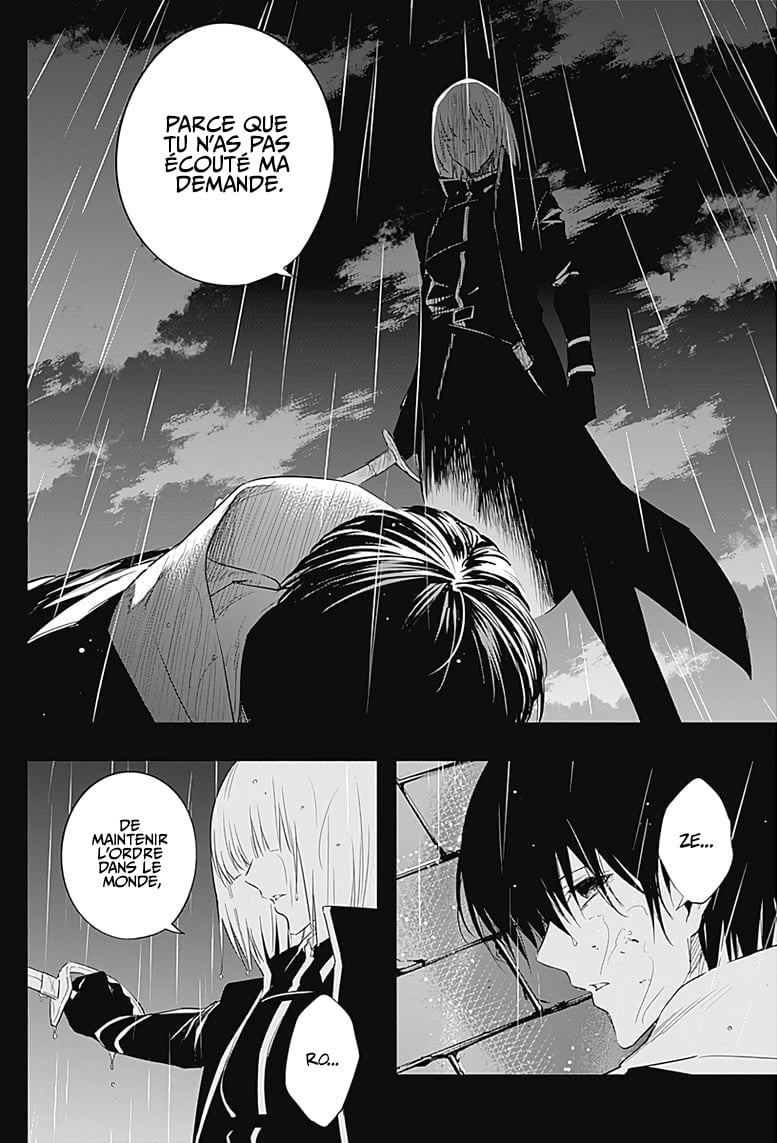 PARCE QUE
TU N'AS PAS
ÉCOUTÉ MA
DEMANDE.
ZE...
RO...
DE
MAINTENIR
L'ORDRE
DANS LE
MONDE,